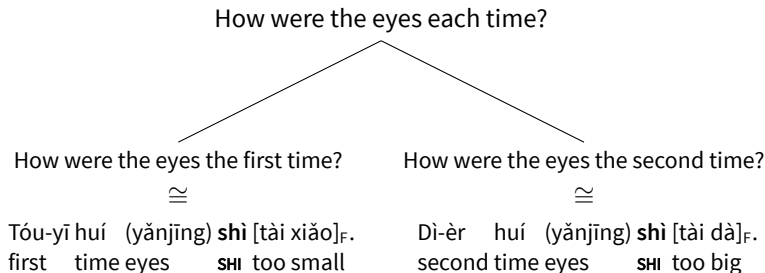 How were the eyes each time?
How were the eyes the first time? How were the eyes the second time?
≅ ≅
Tóu-yī huí (yǎnjīng) shì [tài xiǎo]F. Dì-èr huí (yǎnjīng) shì [tài dà]F.
first time eyes SHI too small second time eyes SHI too big